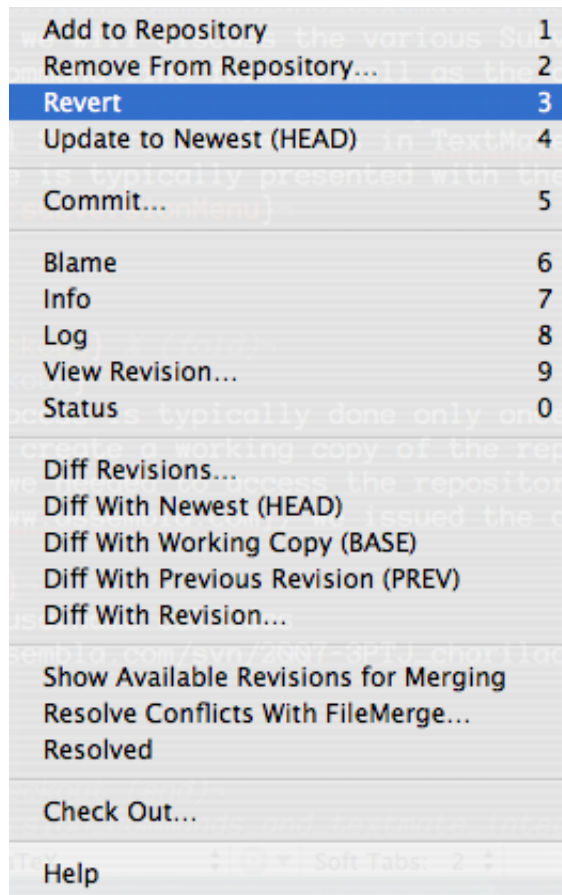 Add to Repository 1
Remove From Repository... 2
Revert 3
Update to Newest (HEAD) 4
Commit... 5
Blame 6
Info 7
Log 8
View Revision... 9
Status 0
Diff Revisions...
Diff With Newest (HEAD)
Diff With Working Copy (BASE)
Diff With Previous Revision (PREV)
Diff With Revision...
Show Available Revisions for Merging
Resolve Conflicts With FileMerge...
Resolved
Check Out...
Help
Soft Tabs: 2